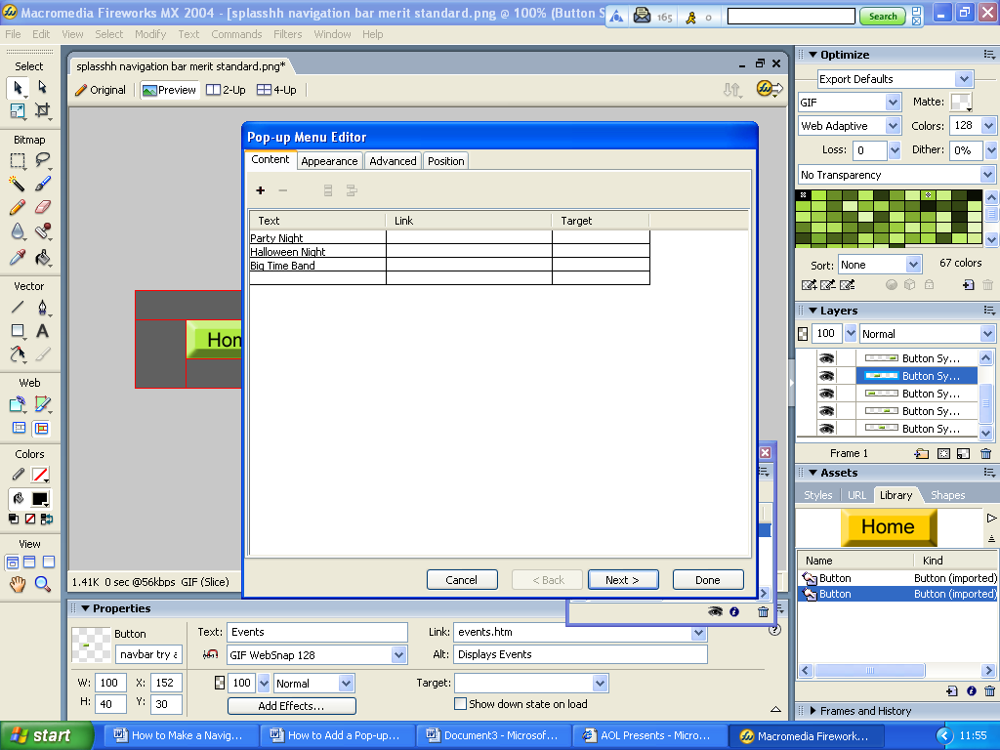 Macromedia Fireworks MX 2004 - [splasshh navigation bar merit standard.png @ 100% (Button S
165
0
Search
File Edit View Select Modify Text Commands Filters Window Help
Select
splasshh navigation bar merit standard.png*
Original Preview 2-Up 4-Up
Bitmap
Vector
Web
Colors
View
Pop-up Menu Editor
Content Appearance Advanced Position
Text Link Target
Party Night
Halloween Night
Big Time Band
Cancel < Back Next > Done
Hom
1.41K 0 sec @56kbps GIF (Slice)
Optimize
Export Defaults
GIF Matte:
Web Adaptive Colors: 128
Loss: 0 Dither: 0%
No Transparency
Sort: None 67 colors
Layers
100 Normal
Button Sy...
Button Sy...
Button Sy...
Button Sy...
Button Sy...
Frame 1
Assets
Styles URL Library Shapes
Home
Name Kind
Button Button (imported)
Button Button (imported)
Frames and History
Properties
Button Text: Events Link: events.htm
navbar try a GIF WebSnap 128 Alt: Displays Events
W: 100 X: 152 100 Normal Target:
H: 40 Y: 30 Add Effects... Show down state on load
start How to Make a Navig... How to Add a Pop-up... Document3 - Microsof... AOL Presents - Micro... Macromedia Firework... 11:55